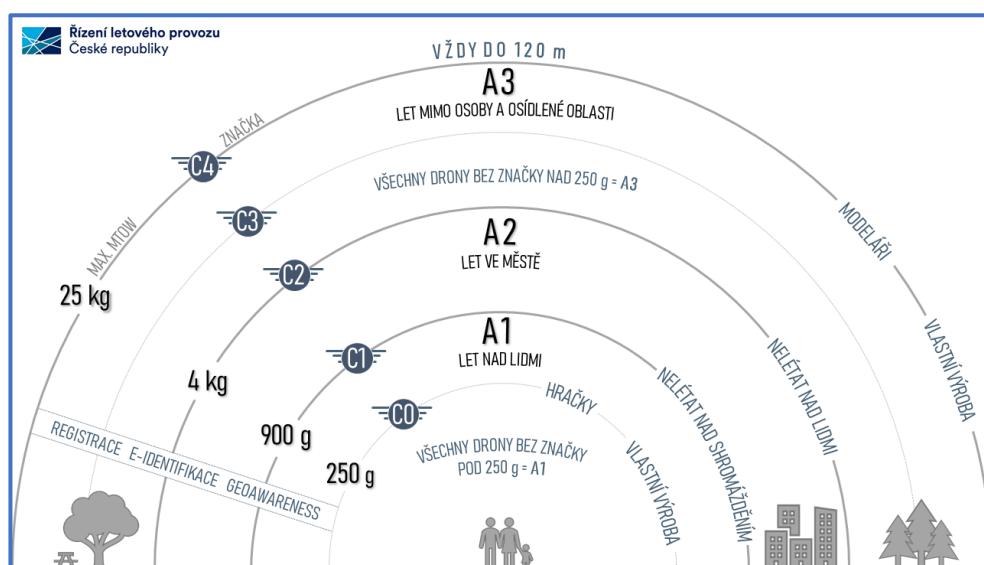 Řízení letového provozu
České republiky
VŽDY DO 120 m
A3
LET MIMO OSOBY A OSÍDLENÉ OBLASTI
ZNAČKA
C4
VŠECHNY DRONY BEZ ZNAČKY NAD 250 g = A3
C3
MODELÁŘI
MAX. MTOW
A2
LET VE MĚSTĚ
C2
25 kg
A1
LET NAD LIDMI
C1
VLASTNÍ VÝROBA
NELÉTAT NAD LIDMI
4 kg
NELÉTAT NAD SHROMÁŽDĚNÍM
HRAČKY
C0
900 g
VŠECHNY DRONY BEZ ZNAČKY
POD 250 g = A1
VLASTNÍ VÝROBA
250 g
REGISTRACE E-IDENTIFIKACE GEOAWARENESS